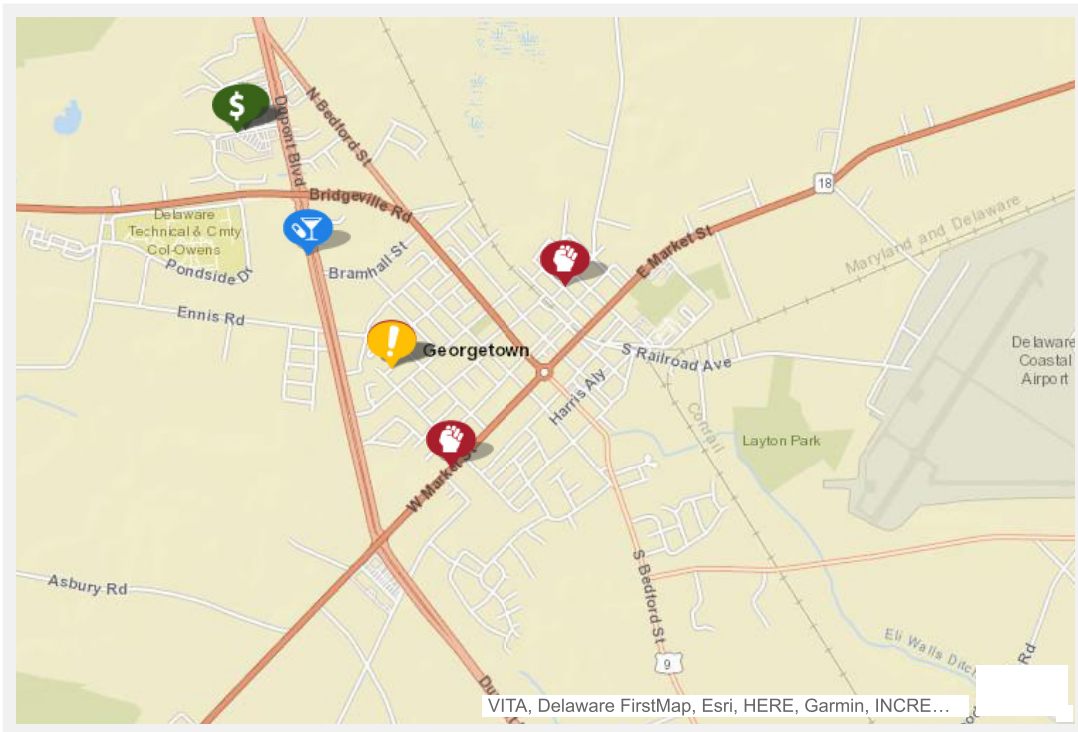 $
Dupont Blvd
N Bedford St
Bridgeville Rd
18
Delaware
Technical & Cmty
Col-Owens
Pondside Dr
Bramhall St
E Market St
Maryland and Delaware
Ennis Rd
!
Georgetown
S Railroad Ave
Delaware
Coastal
Airport
Harris Aly
Conrail
Layton Park
W Market St
Asbury Rd
S Bedford St
9
Eli Walls Ditch
Rd
VITA, Delaware FirstMap, Esri, HERE, Garmin, INCRE…